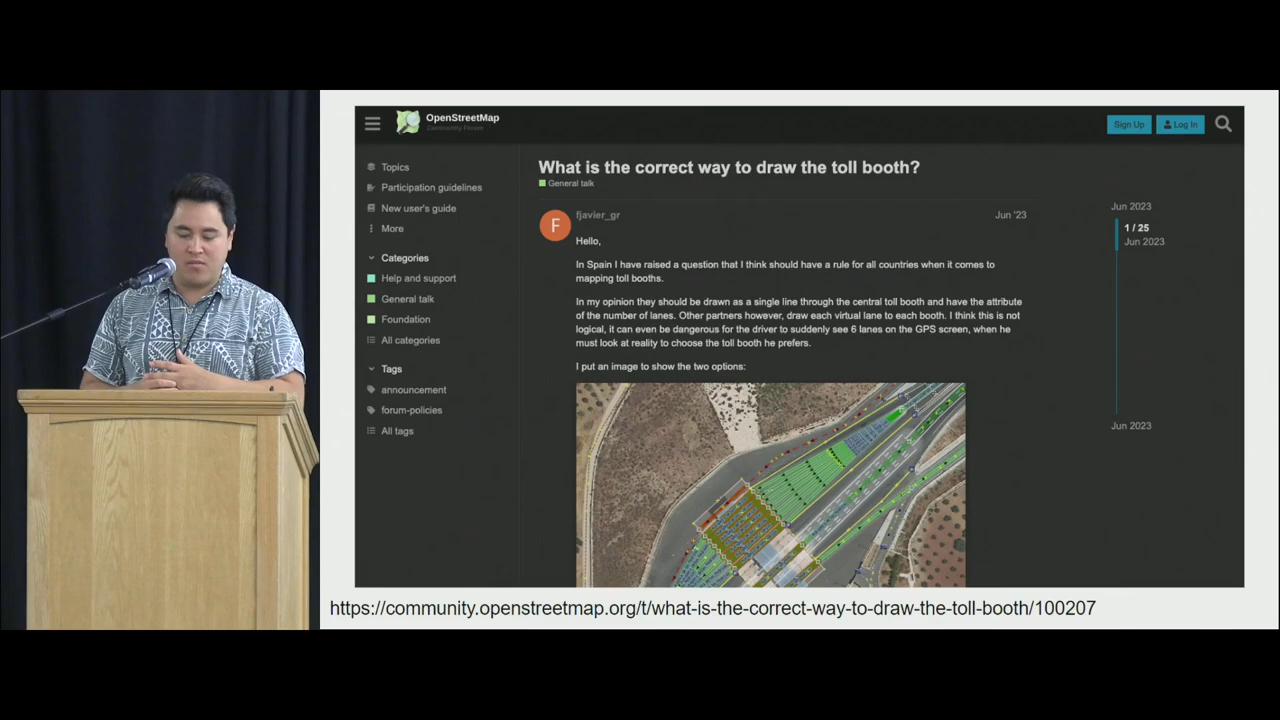 OpenStreetMap
Community Forum
Sign Up
Log In
Topics
Participation guidelines
New user's guide
More
Categories
Help and support
General talk
Foundation
All categories
Tags
announcement
forum-policies
All tags
What is the correct way to draw the toll booth?
General talk
F
fjavier_gr
Jun '23
Hello,
In Spain I have raised a question that I think should have a rule for all countries when it comes to
mapping toll booths.
In my opinion they should be drawn as a single line through the central toll booth and have the attribute
of the number of lanes. Other partners however, draw each virtual lane to each booth. I think this is not
logical, it can even be dangerous for the driver to suddenly see 6 lanes on the GPS screen, when he
must look at reality to choose the toll booth he prefers.
I put an image to show the two options:
Jun 2023
1 / 25
Jun 2023
Jun 2023
https://community.openstreetmap.org/t/what-is-the-correct-way-to-draw-the-toll-booth/100207